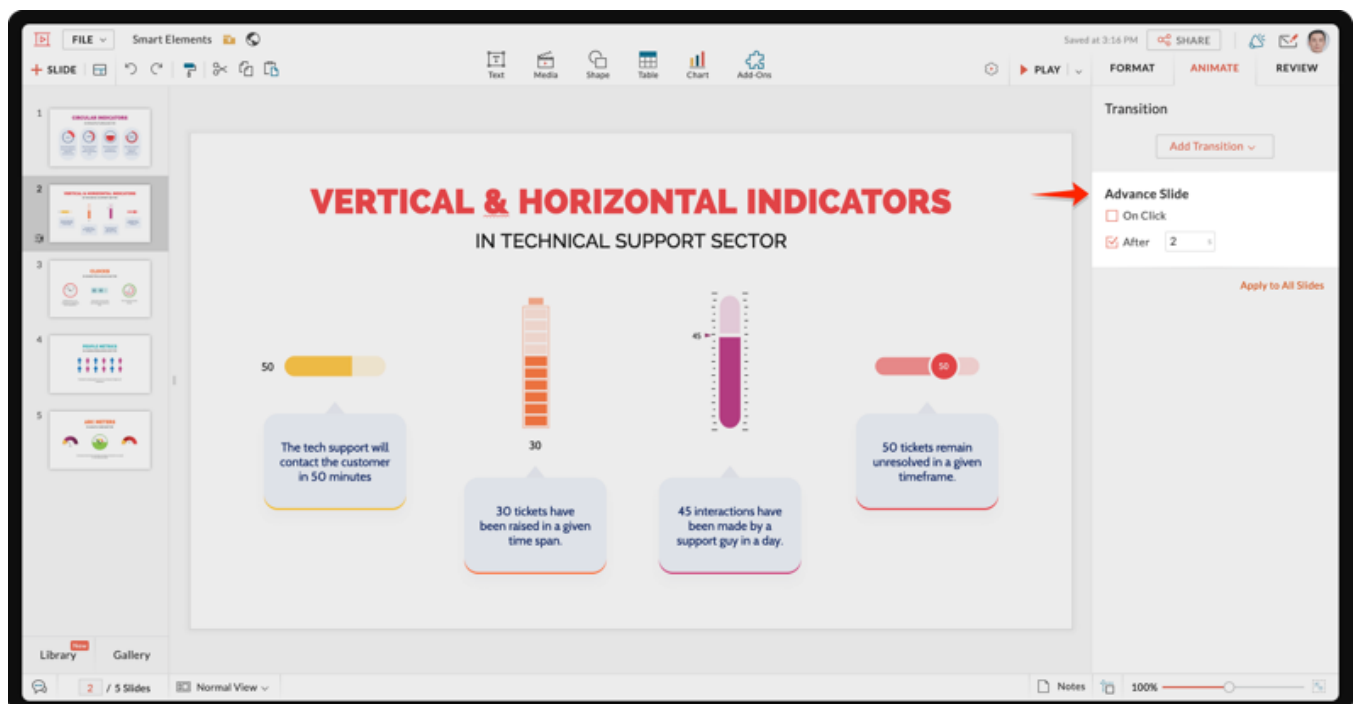 FILE
Smart Elements
Saved at 3:16 PM
SHARE
+ SLIDE
Text
Media
Shape
Table
Chart
Add-Ons
PLAY
FORMAT
ANIMATE
REVIEW
1
CIRCULAR INDICATORS
2
VERTICAL & HORIZONTAL INDICATORS
3
4
PEOPLE METRICS
5
ARC METERS
VERTICAL & HORIZONTAL INDICATORS
IN TECHNICAL SUPPORT SECTOR
50
30
45
50
The tech support will
contact the customer
in 50 minutes
30 tickets have
been raised in a given
time span.
45 interactions have
been made by a
support guy in a day.
50 tickets remain
unresolved in a given
timeframe.
Transition
Add Transition
Advance Slide
On Click
After 2 s
Apply to All Slides
Library
New
Gallery
2 / 5 Slides
Normal View
Notes
100%